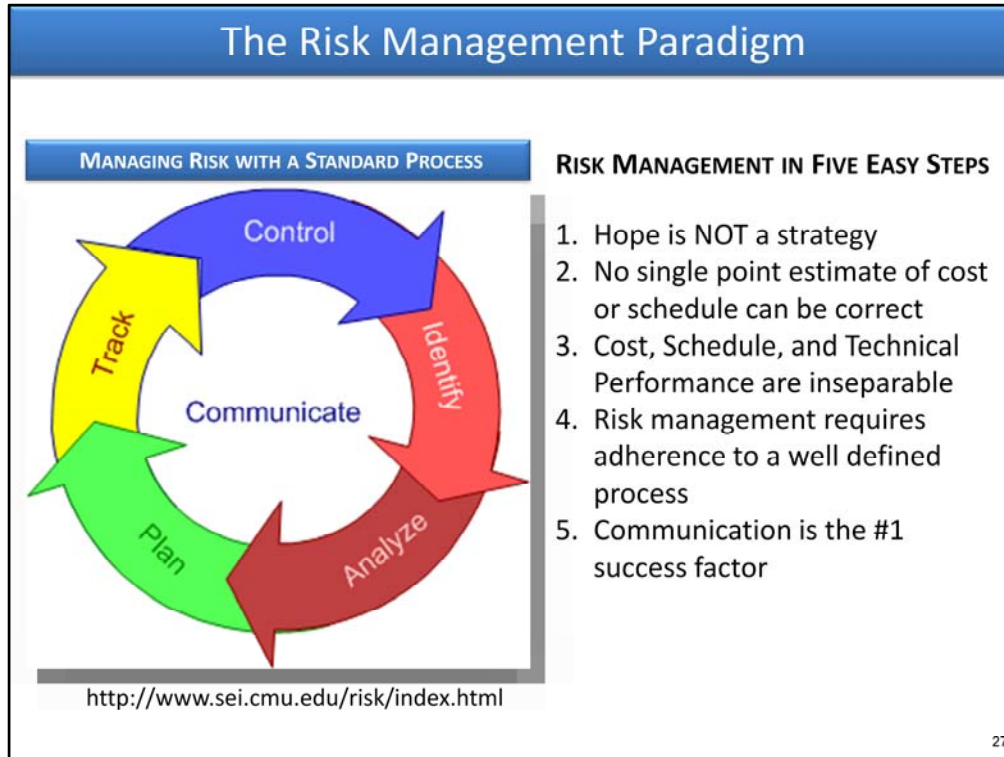 The Risk Management Paradigm
MANAGING RISK WITH A STANDARD PROCESS
Control
Identify
Analyze
Plan
Track
Communicate
http://www.sei.cmu.edu/risk/index.html
RISK MANAGEMENT IN FIVE EASY STEPS
1. Hope is NOT a strategy
2. No single point estimate of cost
or schedule can be correct
3. Cost, Schedule, and Technical
Performance are inseparable
4. Risk management requires
adherence to a well defined
process
5. Communication is the #1
success factor
27